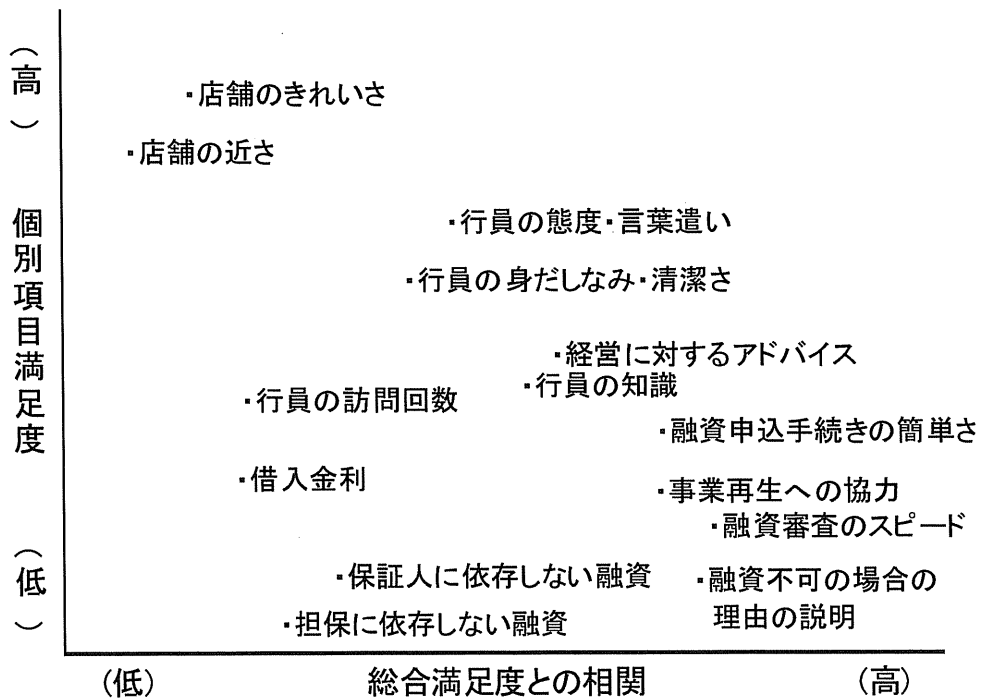 (高)
個別項目満足度
(低)
・店舗のきれいさ
・店舗の近さ
・行員の態度・言葉遣い
・行員の身だしなみ・清潔さ
・経営に対するアドバイス
・行員の知識
・行員の訪問回数
・融資申込手続きの簡単さ
・借入金利
・事業再生への協力
・融資審査のスピード
・保証人に依存しない融資
・融資不可の場合の
理由の説明
・担保に依存しない融資
(低)
総合満足度との相関
(高)